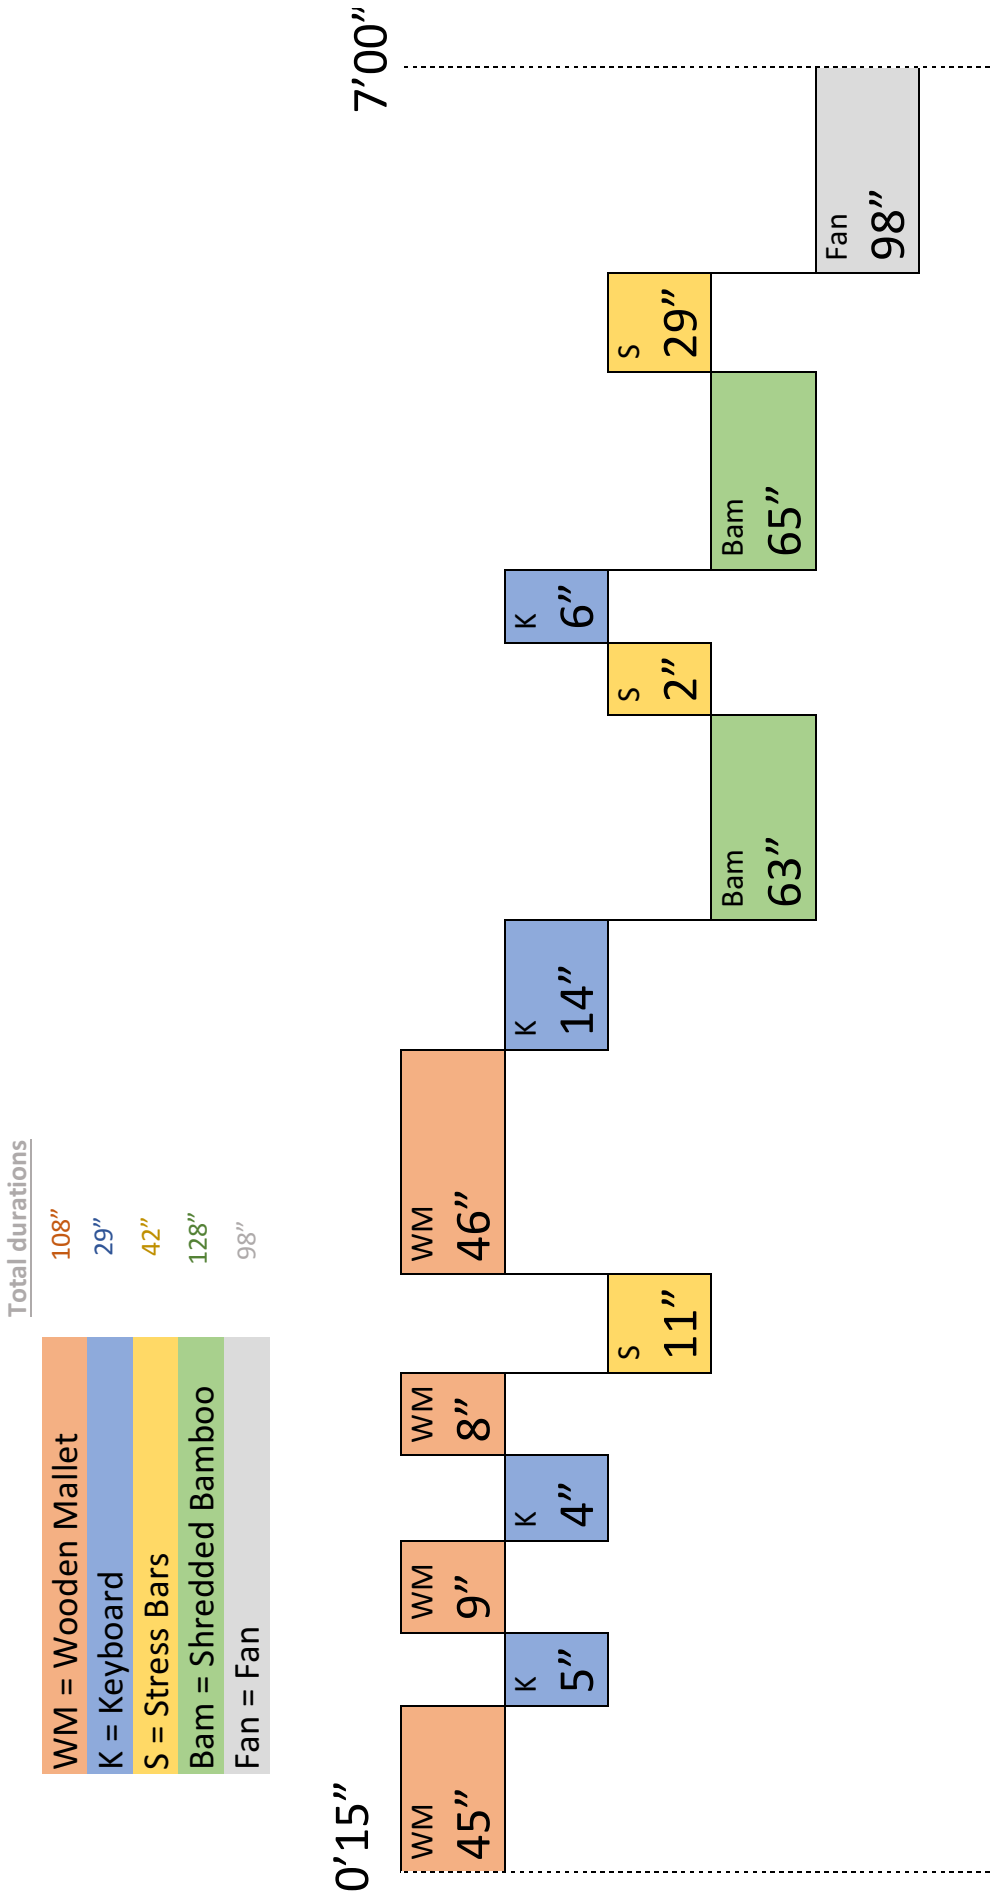 Total durations
WM = Wooden Mallet 108”
K = Keyboard 29”
S = Stress Bars 42”
Bam = Shredded Bamboo 128”
Fan = Fan 98”
0’15”
7’00”
WM
45”
K
5”
WM
9”
K
4”
WM
8”
S
11”
WM
46”
K
14”
Bam
63”
S
2”
K
6”
Bam
65”
S
29”
Fan
98”